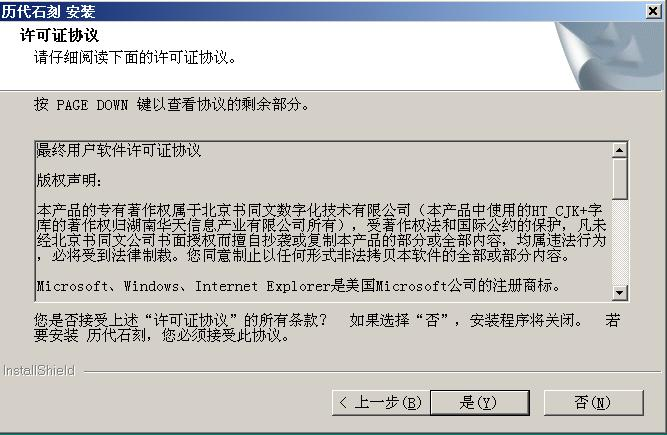 历代石刻 安装
许可证协议
请仔细阅读下面的许可证协议。
按 PAGE DOWN 键以查看协议的剩余部分。
最终用户软件许可证协议
版权声明：
本产品的专有著作权属于北京书同文数字化技术有限公司（本产品中使用的HT_CJK+字
库的著作权归湖南华天信息产业有限公司所有），受著作权法和国际公约的保护，凡未
经北京书同文公司书面授权而擅自抄袭或复制本产品的部分或全部内容，均属违法行为
，必将受到法律制裁。您同意制止以任何形式非法拷贝本软件的全部或部分内容。
Microsoft、Windows、Internet Explorer是美国Microsoft公司的注册商标。
您是否接受上述“许可证协议”的所有条款？ 如果选择“否”，安装程序将关闭。 若
要安装 历代石刻，您必须接受此协议。
InstallShield
< 上一步(B) 是(Y) 否(N)